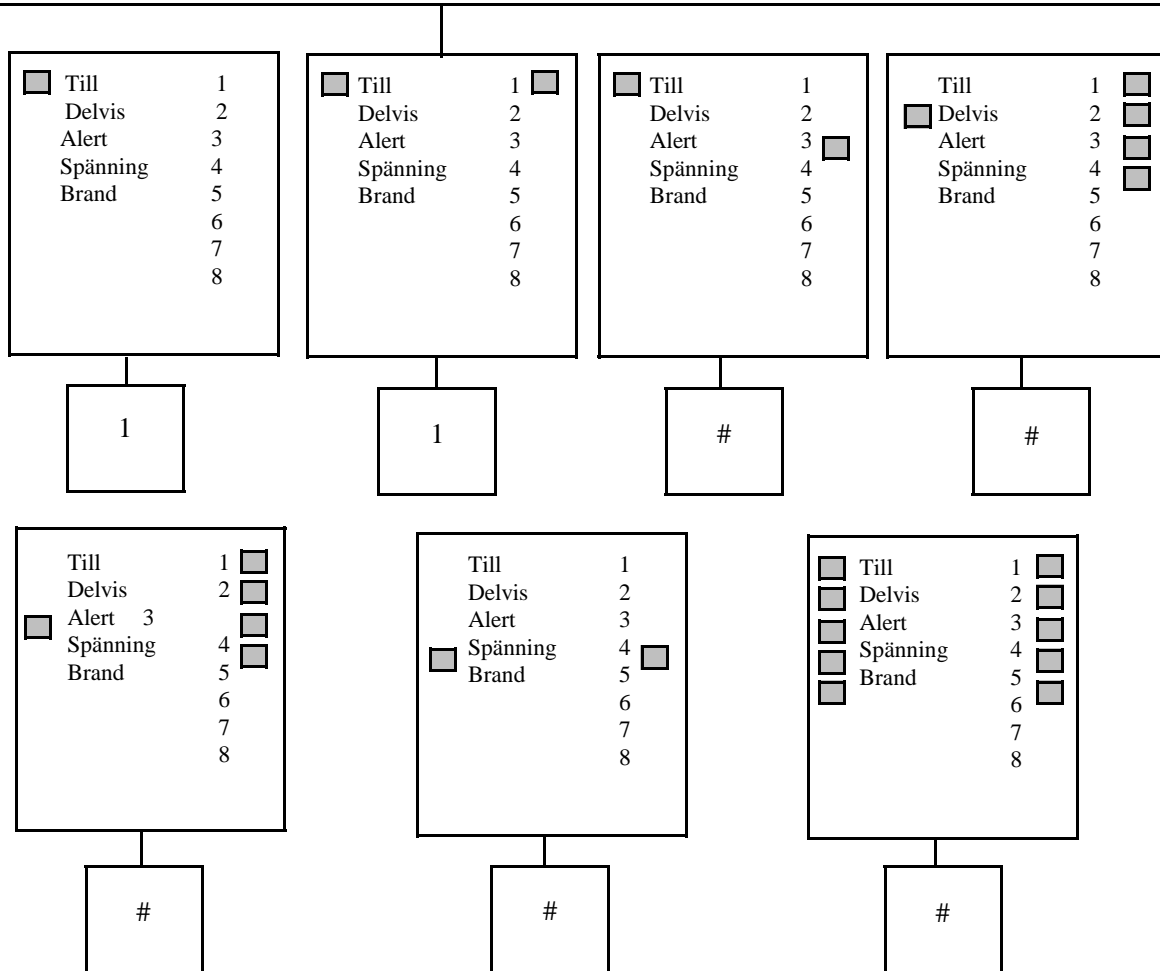 Till 1
Delvis 2
Alert 3
Spänning 4
Brand 5
6
7
8
1
Till 1
Delvis 2
Alert 3
Spänning 4
Brand 5
6
7
8
1
Till 1
Delvis 2
Alert 3
Spänning 4
Brand 5
6
7
8
#
Till 1
Delvis 2
Alert 3
Spänning 4
Brand 5
6
7
8
#
Till 1
Delvis 2
Alert 3
Spänning 4
Brand 5
6
7
8
#
Till 1
Delvis 2
Alert 3
Spänning 4
Brand 5
6
7
8
#
Till 1
Delvis 2
Alert 3
Spänning 4
Brand 5
6
7
8
#